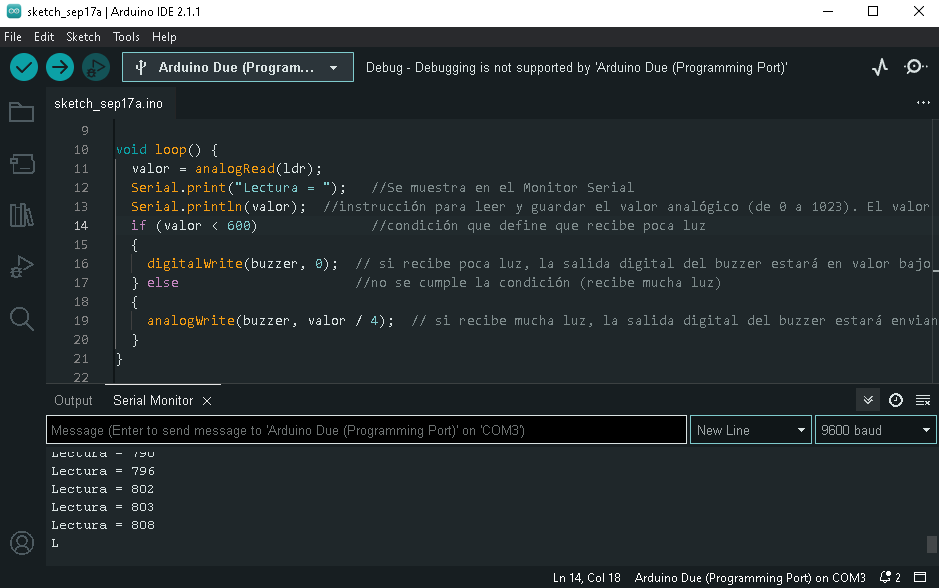 sketch_sep17a | Arduino IDE 2.1.1
File Edit Sketch Tools Help
Arduino Due (Program... Debug - Debugging is not supported by 'Arduino Due (Programming Port)'
sketch_sep17a.ino
9
10 void loop() {
11 valor = analogRead(ldr);
12 Serial.print("Lectura = "); //Se muestra en el Monitor Serial
13 Serial.println(valor); //instrucción para leer y guardar el valor analógico (de 0 a 1023). El valor
14 if (valor < 600) //condición que define que recibe poca luz
15 {
16 digitalWrite(buzzer, 0); // si recibe poca luz, la salida digital del buzzer estará en valor bajo
17 } else //no se cumple la condición (recibe mucha luz)
18 {
19 analogWrite(buzzer, valor / 4); // si recibe mucha luz, la salida digital del buzzer estará envian
20 }
21 }
22
Output Serial Monitor
Message (Enter to send message to 'Arduino Due (Programming Port)' on 'COM3') New Line 9600 baud
Lectura =
Lectura = 796
Lectura = 802
Lectura = 803
Lectura = 808
L
Ln 14, Col 18 Arduino Due (Programming Port) on COM3 2